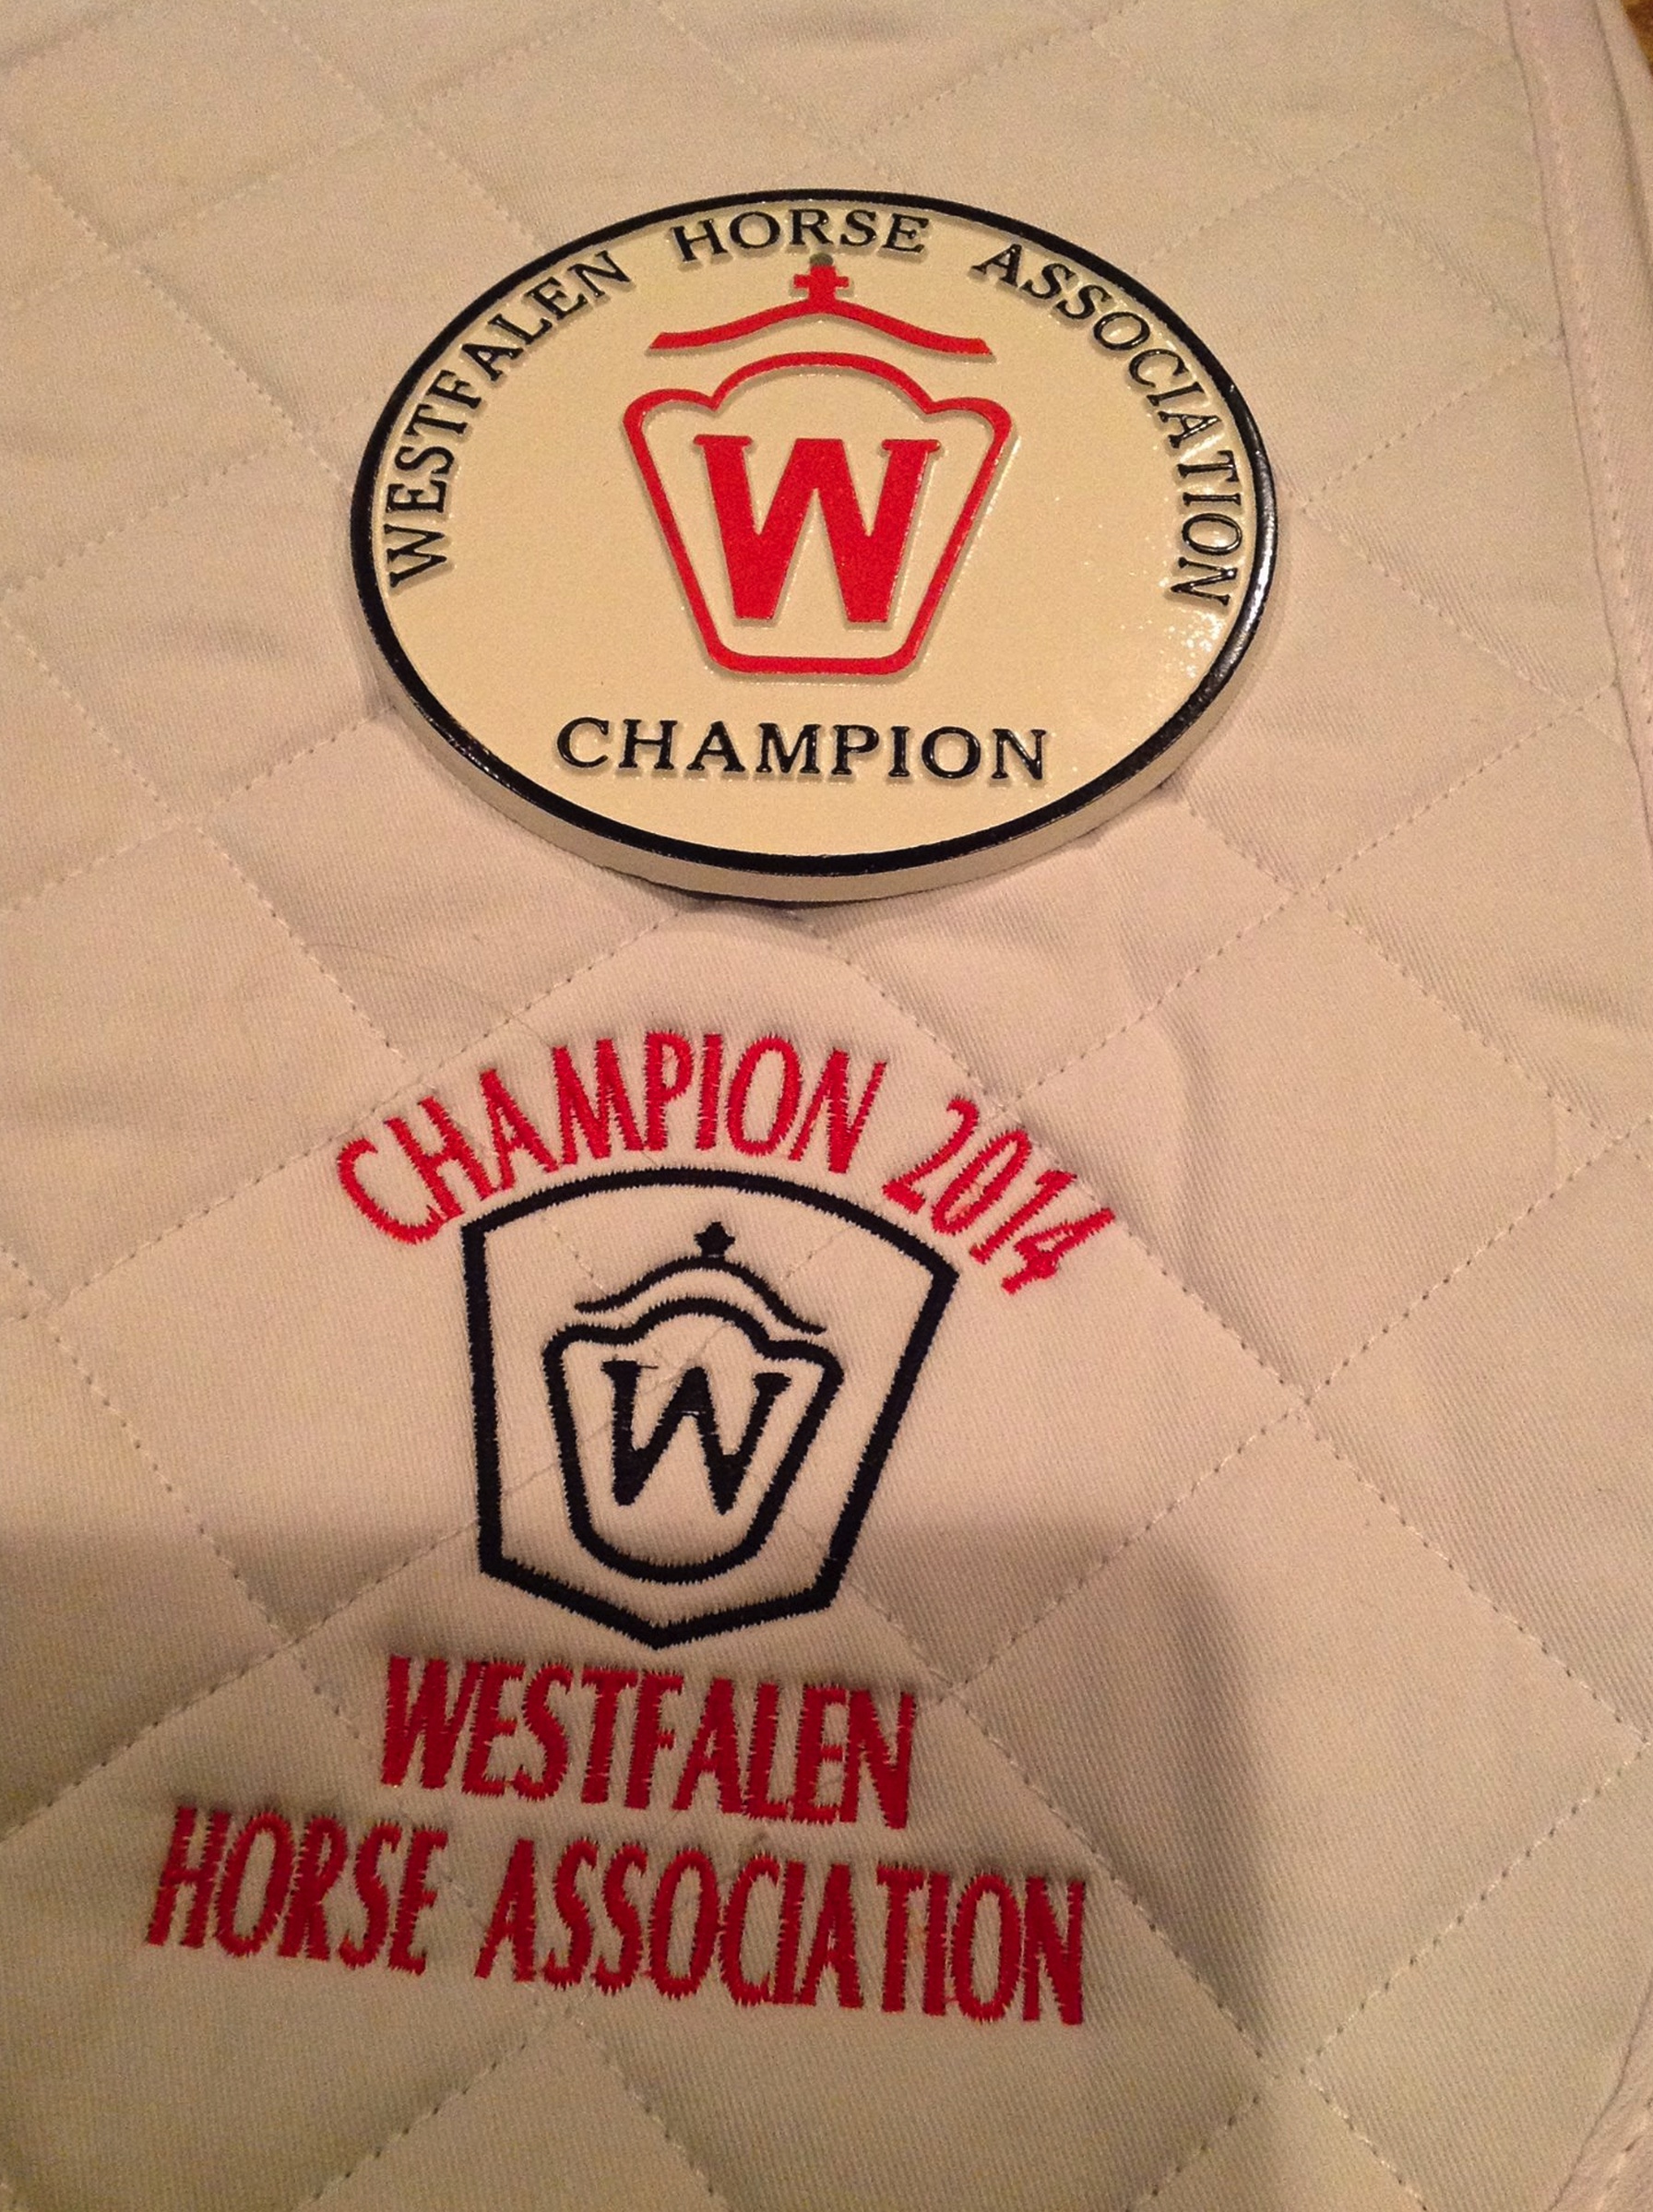 WESTFALEN HORSE ASSOCIATION
W
CHAMPION
CHAMPION 2014
W
WESTFALEN
HORSE ASSOCIATION